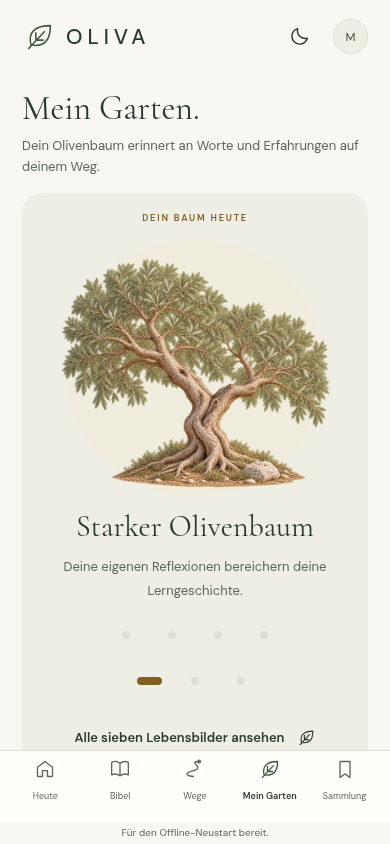 OLIVA
M
Mein Garten.
Dein Olivenbaum erinnert an Worte und Erfahrungen auf
deinem Weg.
DEIN BAUM HEUTE
Starker Olivenbaum
Deine eigenen Reflexionen bereichern deine
Lerngeschichte.
Alle sieben Lebensbilder ansehen
Heute Bibel Wege Mein Garten Sammlung
Für den Offline-Neustart bereit.